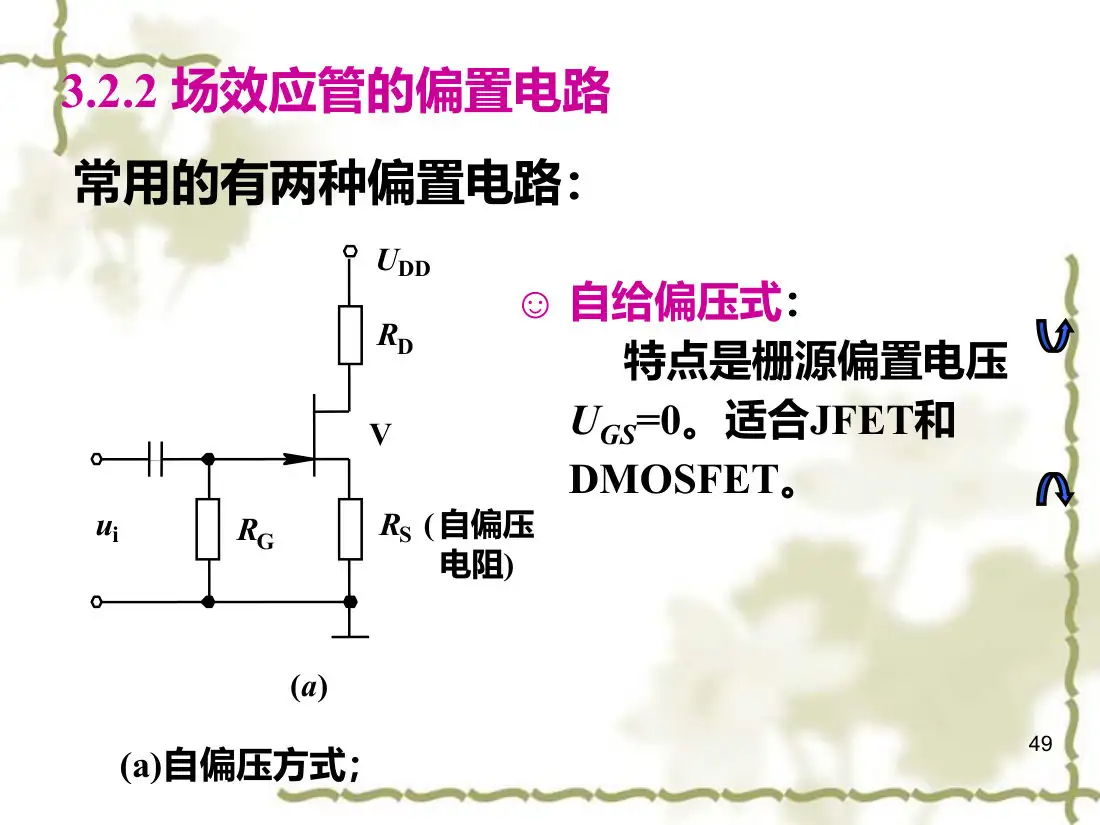 3.2.2 场效应管的偏置电路
常用的有两种偏置电路：
UDD
RD
V
ui
RG
RS (自偏压
电阻)
(a)
(a)自偏压方式；
☺ 自给偏压式：
特点是栅源偏置电压
UGS=0。适合JFET和
DMOSFET。
49